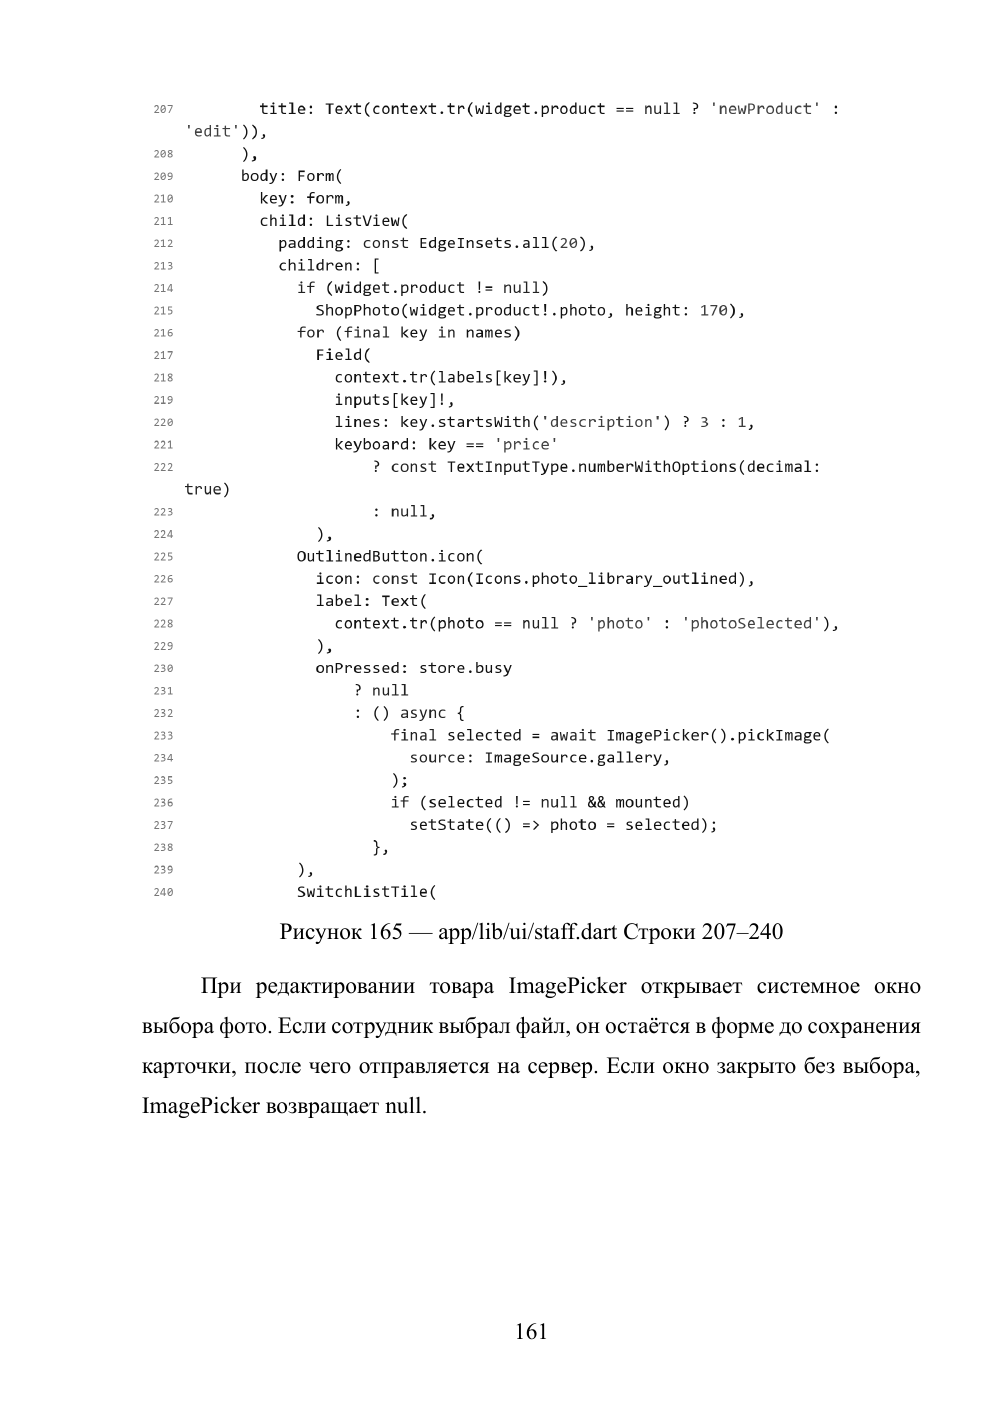 207 title: Text(context.tr(widget.product == null ? 'newProduct' :
'edit')),
208 ),
209 body: Form(
210 key: form,
211 child: ListView(
212 padding: const EdgeInsets.all(20),
213 children: [
214 if (widget.product != null)
215 ShopPhoto(widget.product!.photo, height: 170),
216 for (final key in names)
217 Field(
218 context.tr(labels[key]!),
219 inputs[key]!,
220 lines: key.startsWith('description') ? 3 : 1,
221 keyboard: key == 'price'
222 ? const TextInputType.numberWithOptions(decimal:
true)
223 : null,
224 ),
225 OutlinedButton.icon(
226 icon: const Icon(Icons.photo_library_outlined),
227 label: Text(
228 context.tr(photo == null ? 'photo' : 'photoSelected'),
229 ),
230 onPressed: store.busy
231 ? null
232 : () async {
233 final selected = await ImagePicker().pickImage(
234 source: ImageSource.gallery,
235 );
236 if (selected != null && mounted)
237 setState(() => photo = selected);
238 },
239 ),
240 SwitchListTile(
Рисунок 165 — app/lib/ui/staff.dart Строки 207–240
При редактировании товара ImagePicker открывает системное окно
выбора фото. Если сотрудник выбрал файл, он остаётся в форме до сохранения
карточки, после чего отправляется на сервер. Если окно закрыто без выбора,
ImagePicker возвращает null.
161